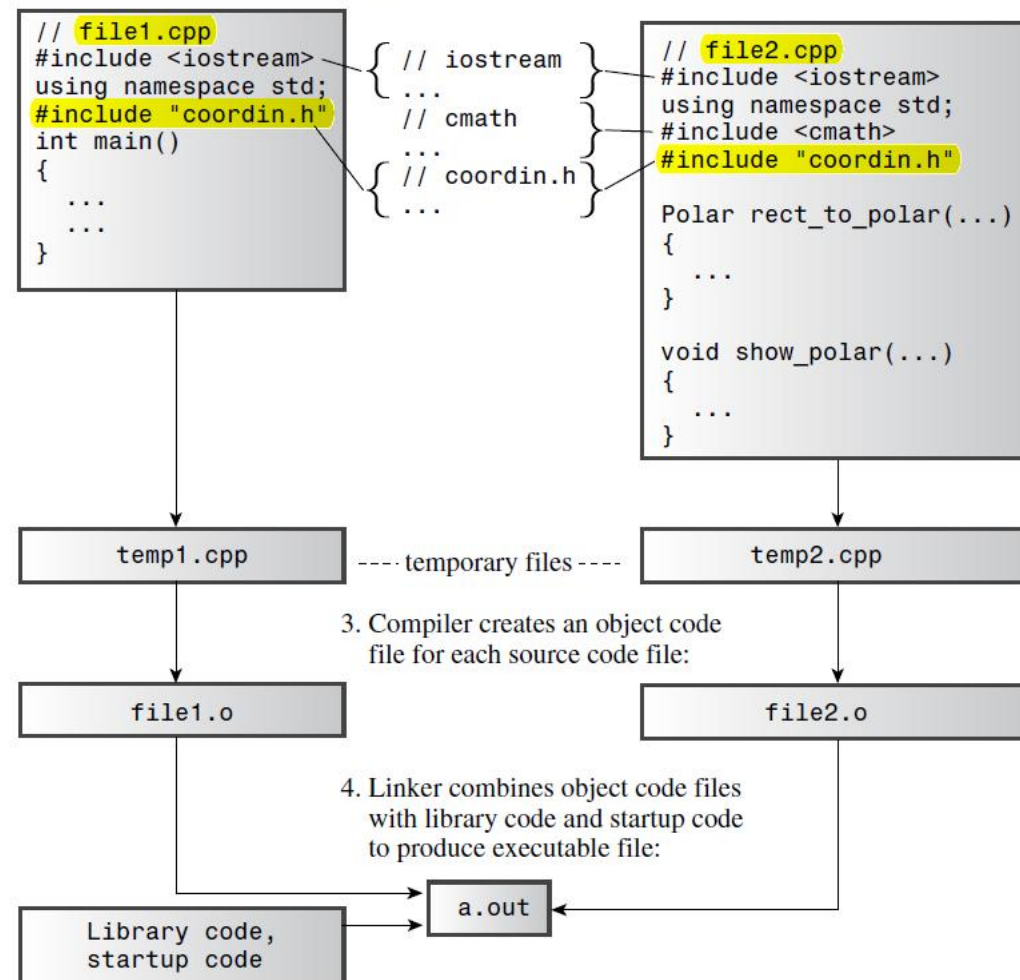 // file1.cpp
#include <iostream>
using namespace std;
#include "coordin.h"
int main()
{
...
...
}
// iostream
...
// cmath
...
// coordin.h
...
// file2.cpp
#include <iostream>
using namespace std;
#include <cmath>
#include "coordin.h"
Polar rect_to_polar(...)
{
...
}
void show_polar(...)
{
...
}
temp1.cpp
---- temporary files ----
temp2.cpp
3. Compiler creates an object code
file for each source code file:
file1.o
file2.o
4. Linker combines object code files
with library code and startup code
to produce executable file:
a.out
Library code,
startup code